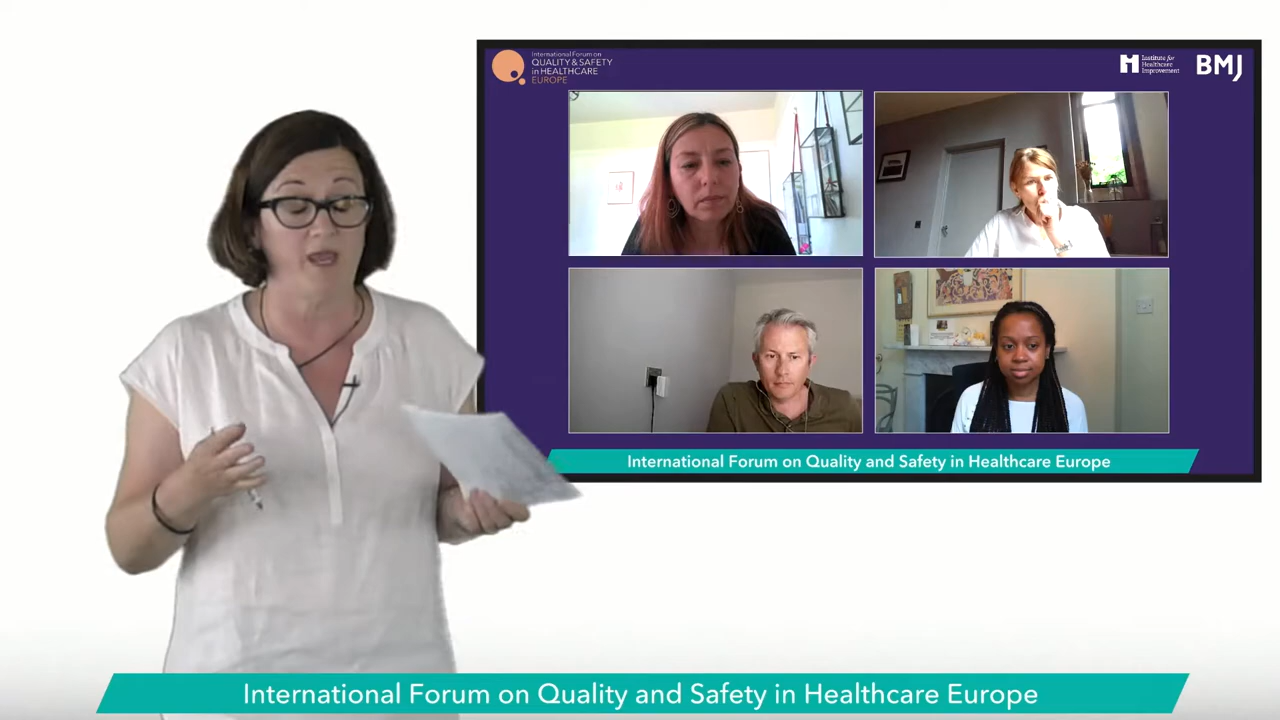 International Forum on
QUALITY & SAFETY
in HEALTHCARE
EUROPE
Institute for
Healthcare
Improvement
BMJ
International Forum on Quality and Safety in Healthcare Europe
International Forum on Quality and Safety in Healthcare Europe